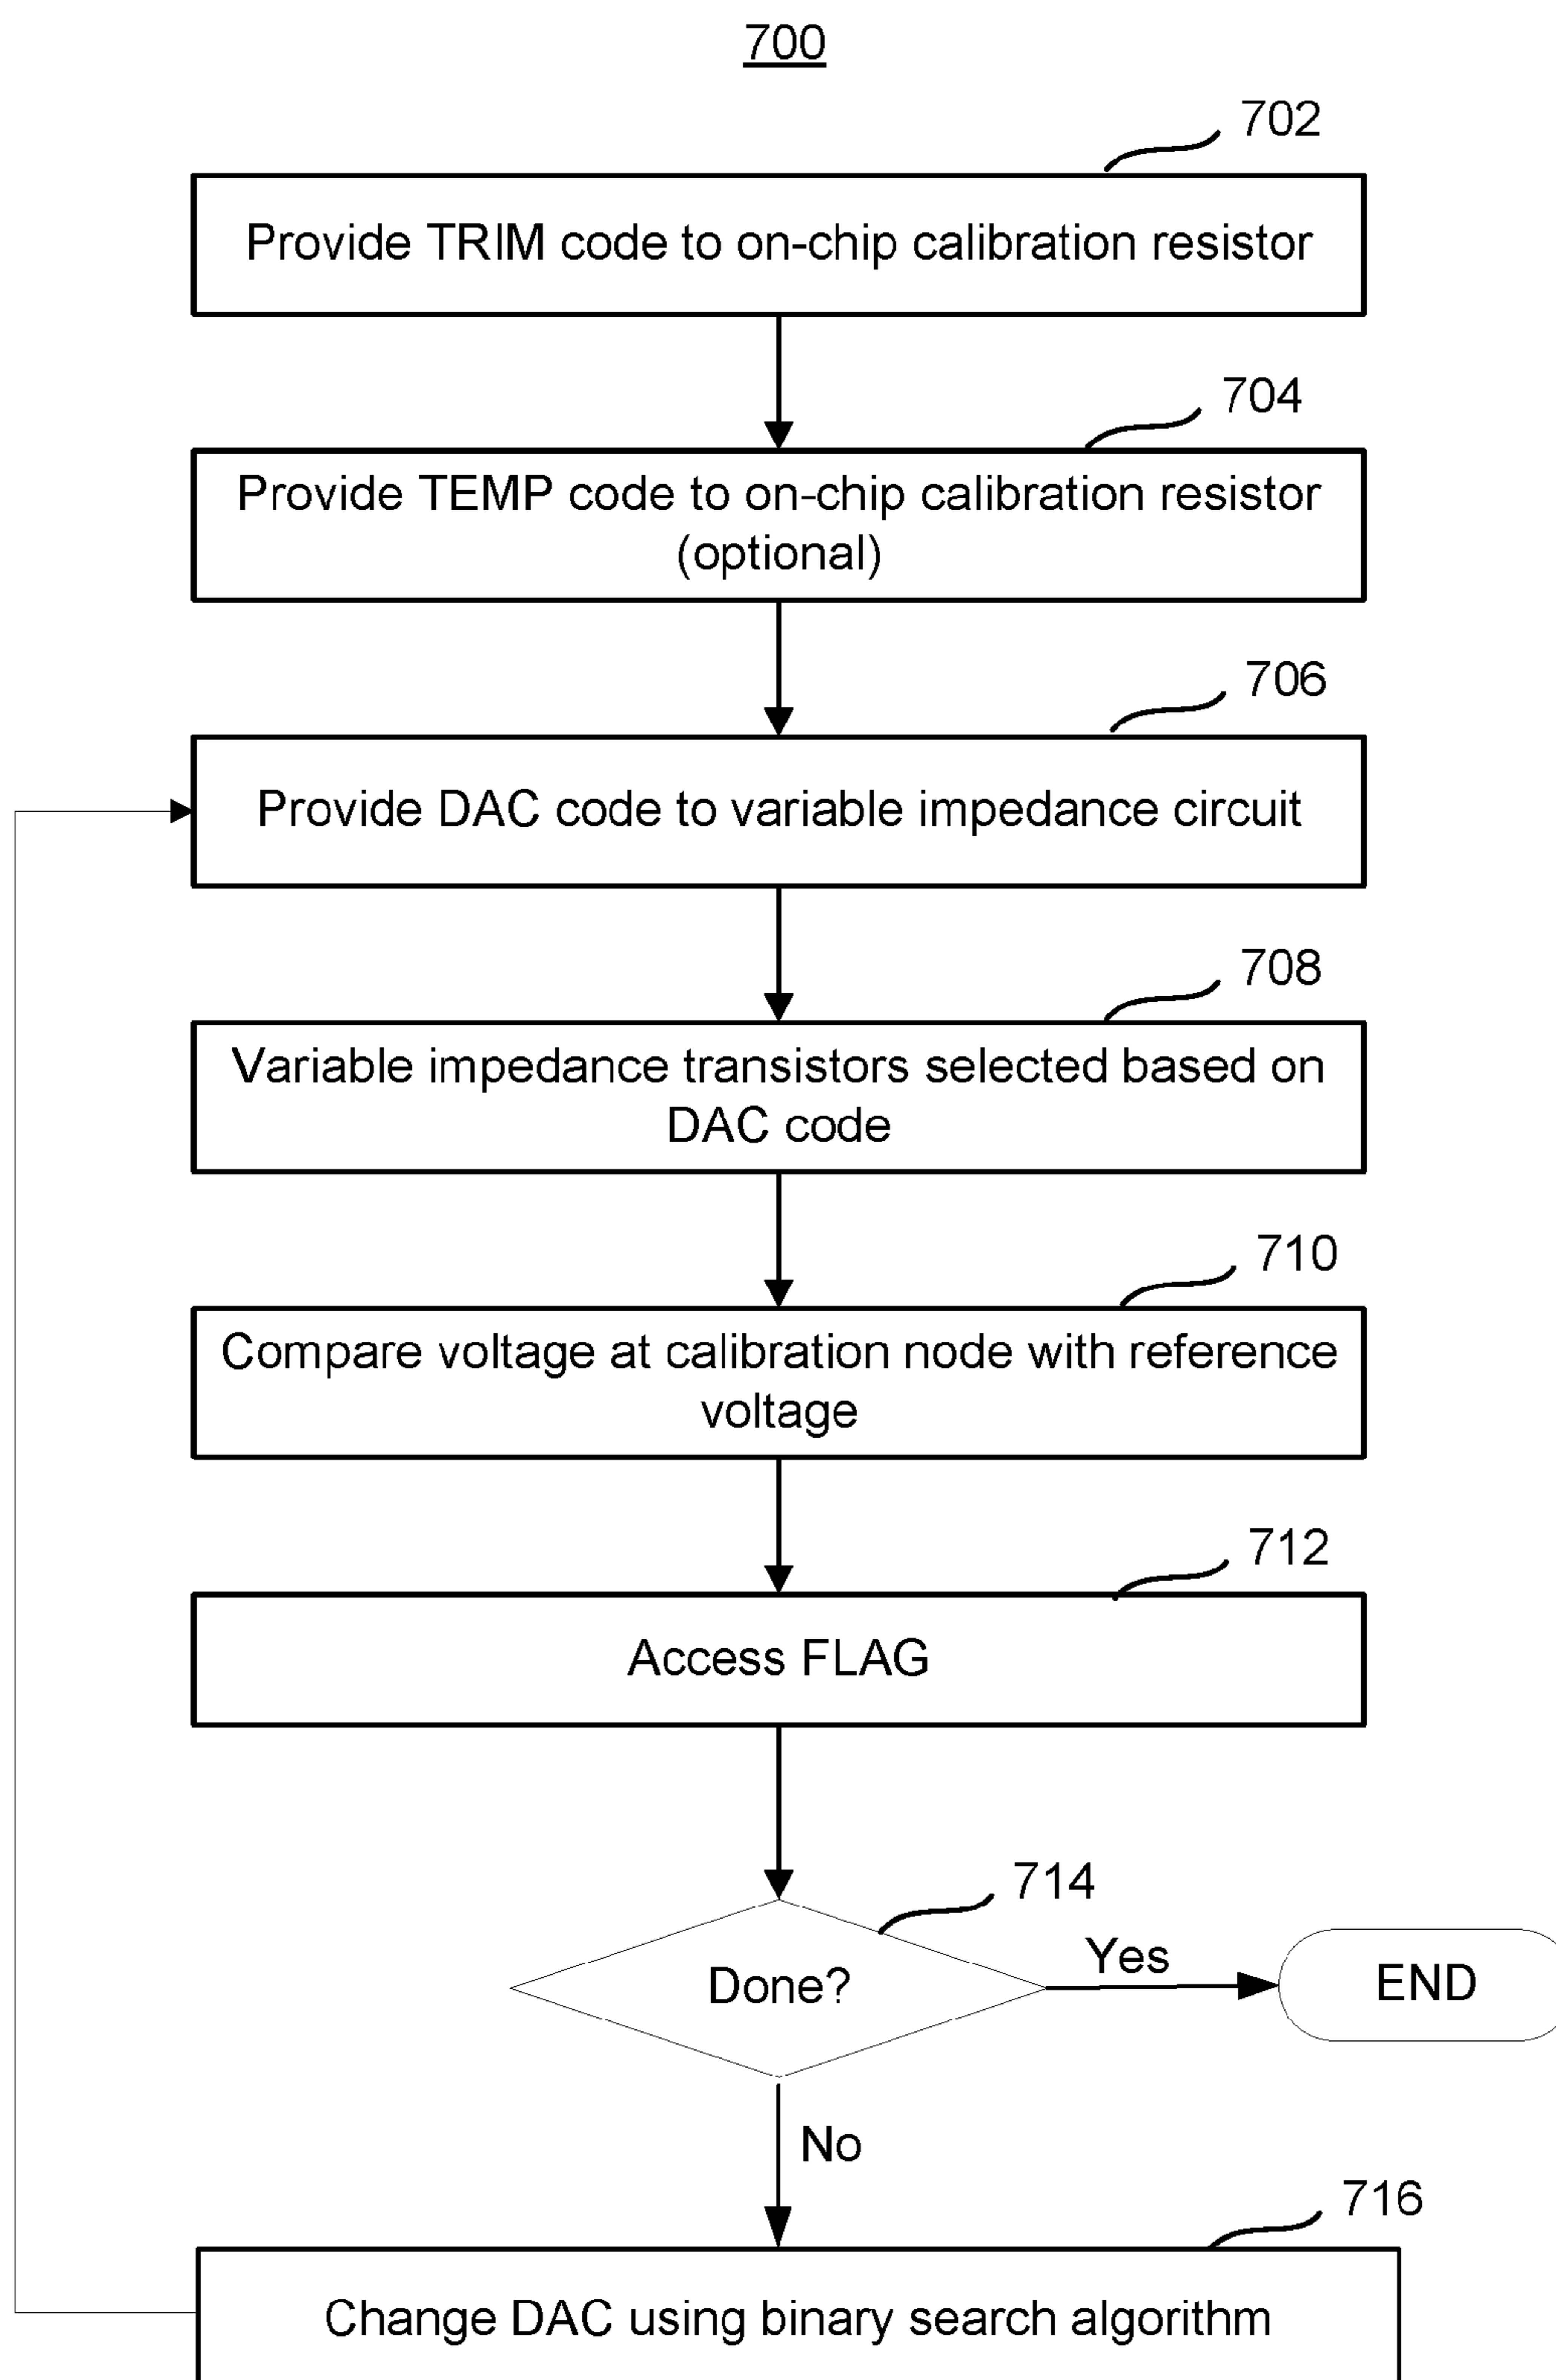 700
702
Provide TRIM code to on-chip calibration resistor
704
Provide TEMP code to on-chip calibration resistor
(optional)
706
Provide DAC code to variable impedance circuit
708
Variable impedance transistors selected based on
DAC code
710
Compare voltage at calibration node with reference
voltage
712
Access FLAG
714
Done?
Yes
END
No
716
Change DAC using binary search algorithm